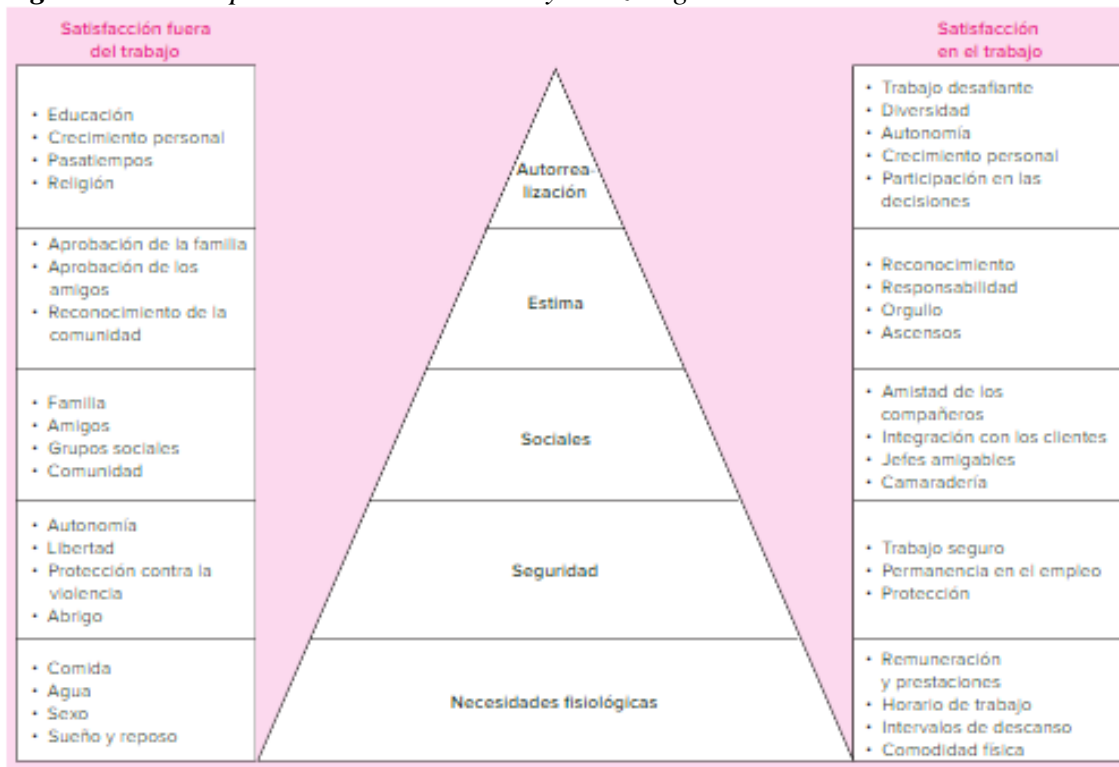 Satisfacción fuera
del trabajo
• Educación
• Crecimiento personal
• Pasatiempos
• Religión
• Aprobación de la familia
• Aprobación de los
amigos
• Reconocimiento de la
comunidad
• Familia
• Amigos
• Grupos sociales
• Comunidad
• Autonomía
• Libertad
• Protección contra la
violencia
• Abrigo
• Comida
• Agua
• Sexo
• Sueño y reposo
Autorrea-
lización
Estima
Sociales
Seguridad
Necesidades fisiológicas
Satisfacción
en el trabajo
• Trabajo desafiante
• Diversidad
• Autonomía
• Crecimiento personal
• Participación en las
decisiones
• Reconocimiento
• Responsabilidad
• Orgullo
• Ascensos
• Amistad de los
compañeros
• Integración con los clientes
• Jefes amigables
• Camaradería
• Trabajo seguro
• Permanencia en el empleo
• Protección
• Remuneración
y prestaciones
• Horario de trabajo
• Intervalos de descanso
• Comodidad física